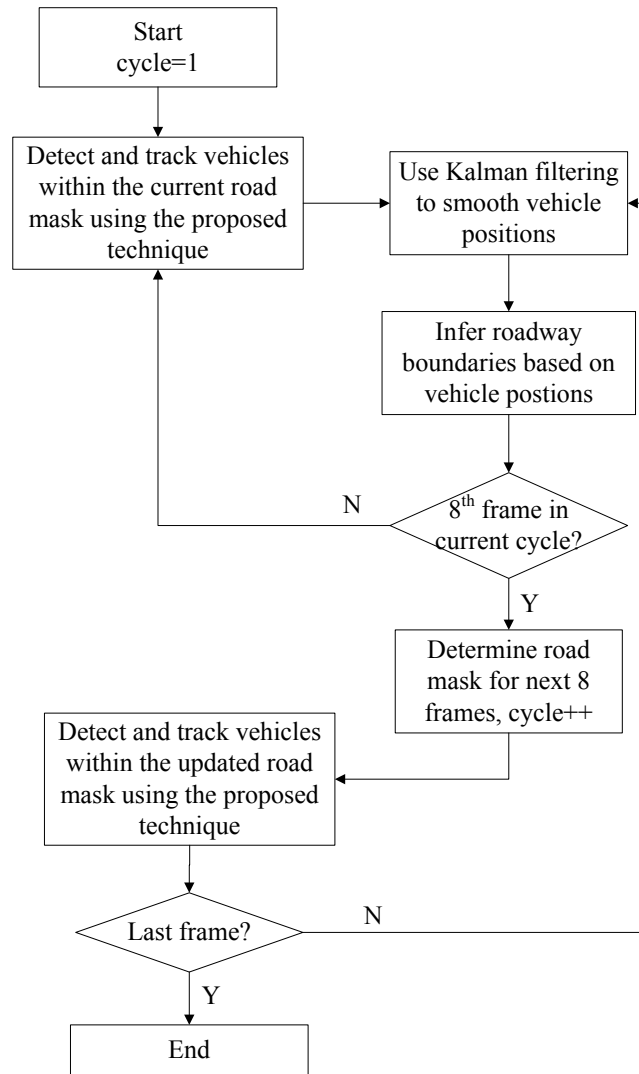 Start
cycle=1
Detect and track vehicles
within the current road
mask using the proposed
technique
Use Kalman filtering
to smooth vehicle
positions
Infer roadway
boundaries based on
vehicle postions
8th frame in
current cycle?
N
Y
Determine road
mask for next 8
frames, cycle++
Detect and track vehicles
within the updated road
mask using the proposed
technique
Last frame?
N
Y
End